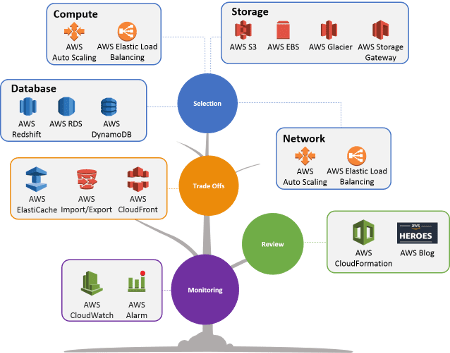 Compute
AWS
Auto Scaling
AWS Elastic Load
Balancing
Storage
AWS S3
AWS EBS
AWS Glacier
AWS Storage
Gateway
Database
AWS
Redshift
AWS RDS
AWS
DynamoDB
Selection
Network
AWS
Auto Scaling
AWS Elastic Load
Balancing
AWS
ElastiCache
AWS
Import/Export
AWS
CloudFront
Trade Offs
Review
AWS
CloudFormation
aws
HEROES
AWS Blog
AWS
CloudWatch
AWS
Alarm
Monitoring